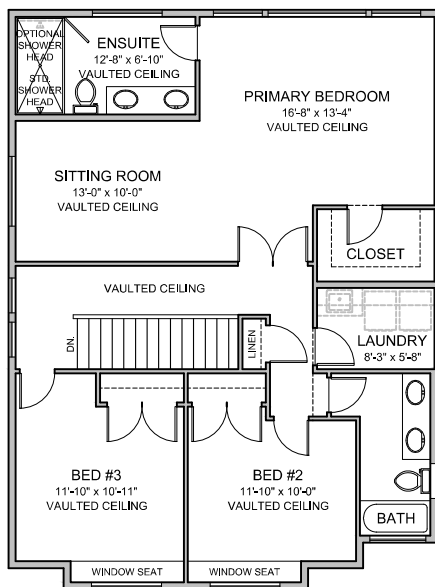 OPTIONAL
SHOWER
HEAD
STD.
SHOWER
HEAD
ENSUITE
12'-8" x 6'-10"
VAULTED CEILING
PRIMARY BEDROOM
16'-8" x 13'-4"
VAULTED CEILING
SITTING ROOM
13'-0" x 10'-0"
VAULTED CEILING
CLOSET
VAULTED CEILING
DN.
LINEN
LAUNDRY
8'-3" x 5'-8"
BED #3
11'-10" x 10'-11"
VAULTED CEILING
BED #2
11'-10" x 10'-0"
VAULTED CEILING
BATH
WINDOW SEAT
WINDOW SEAT